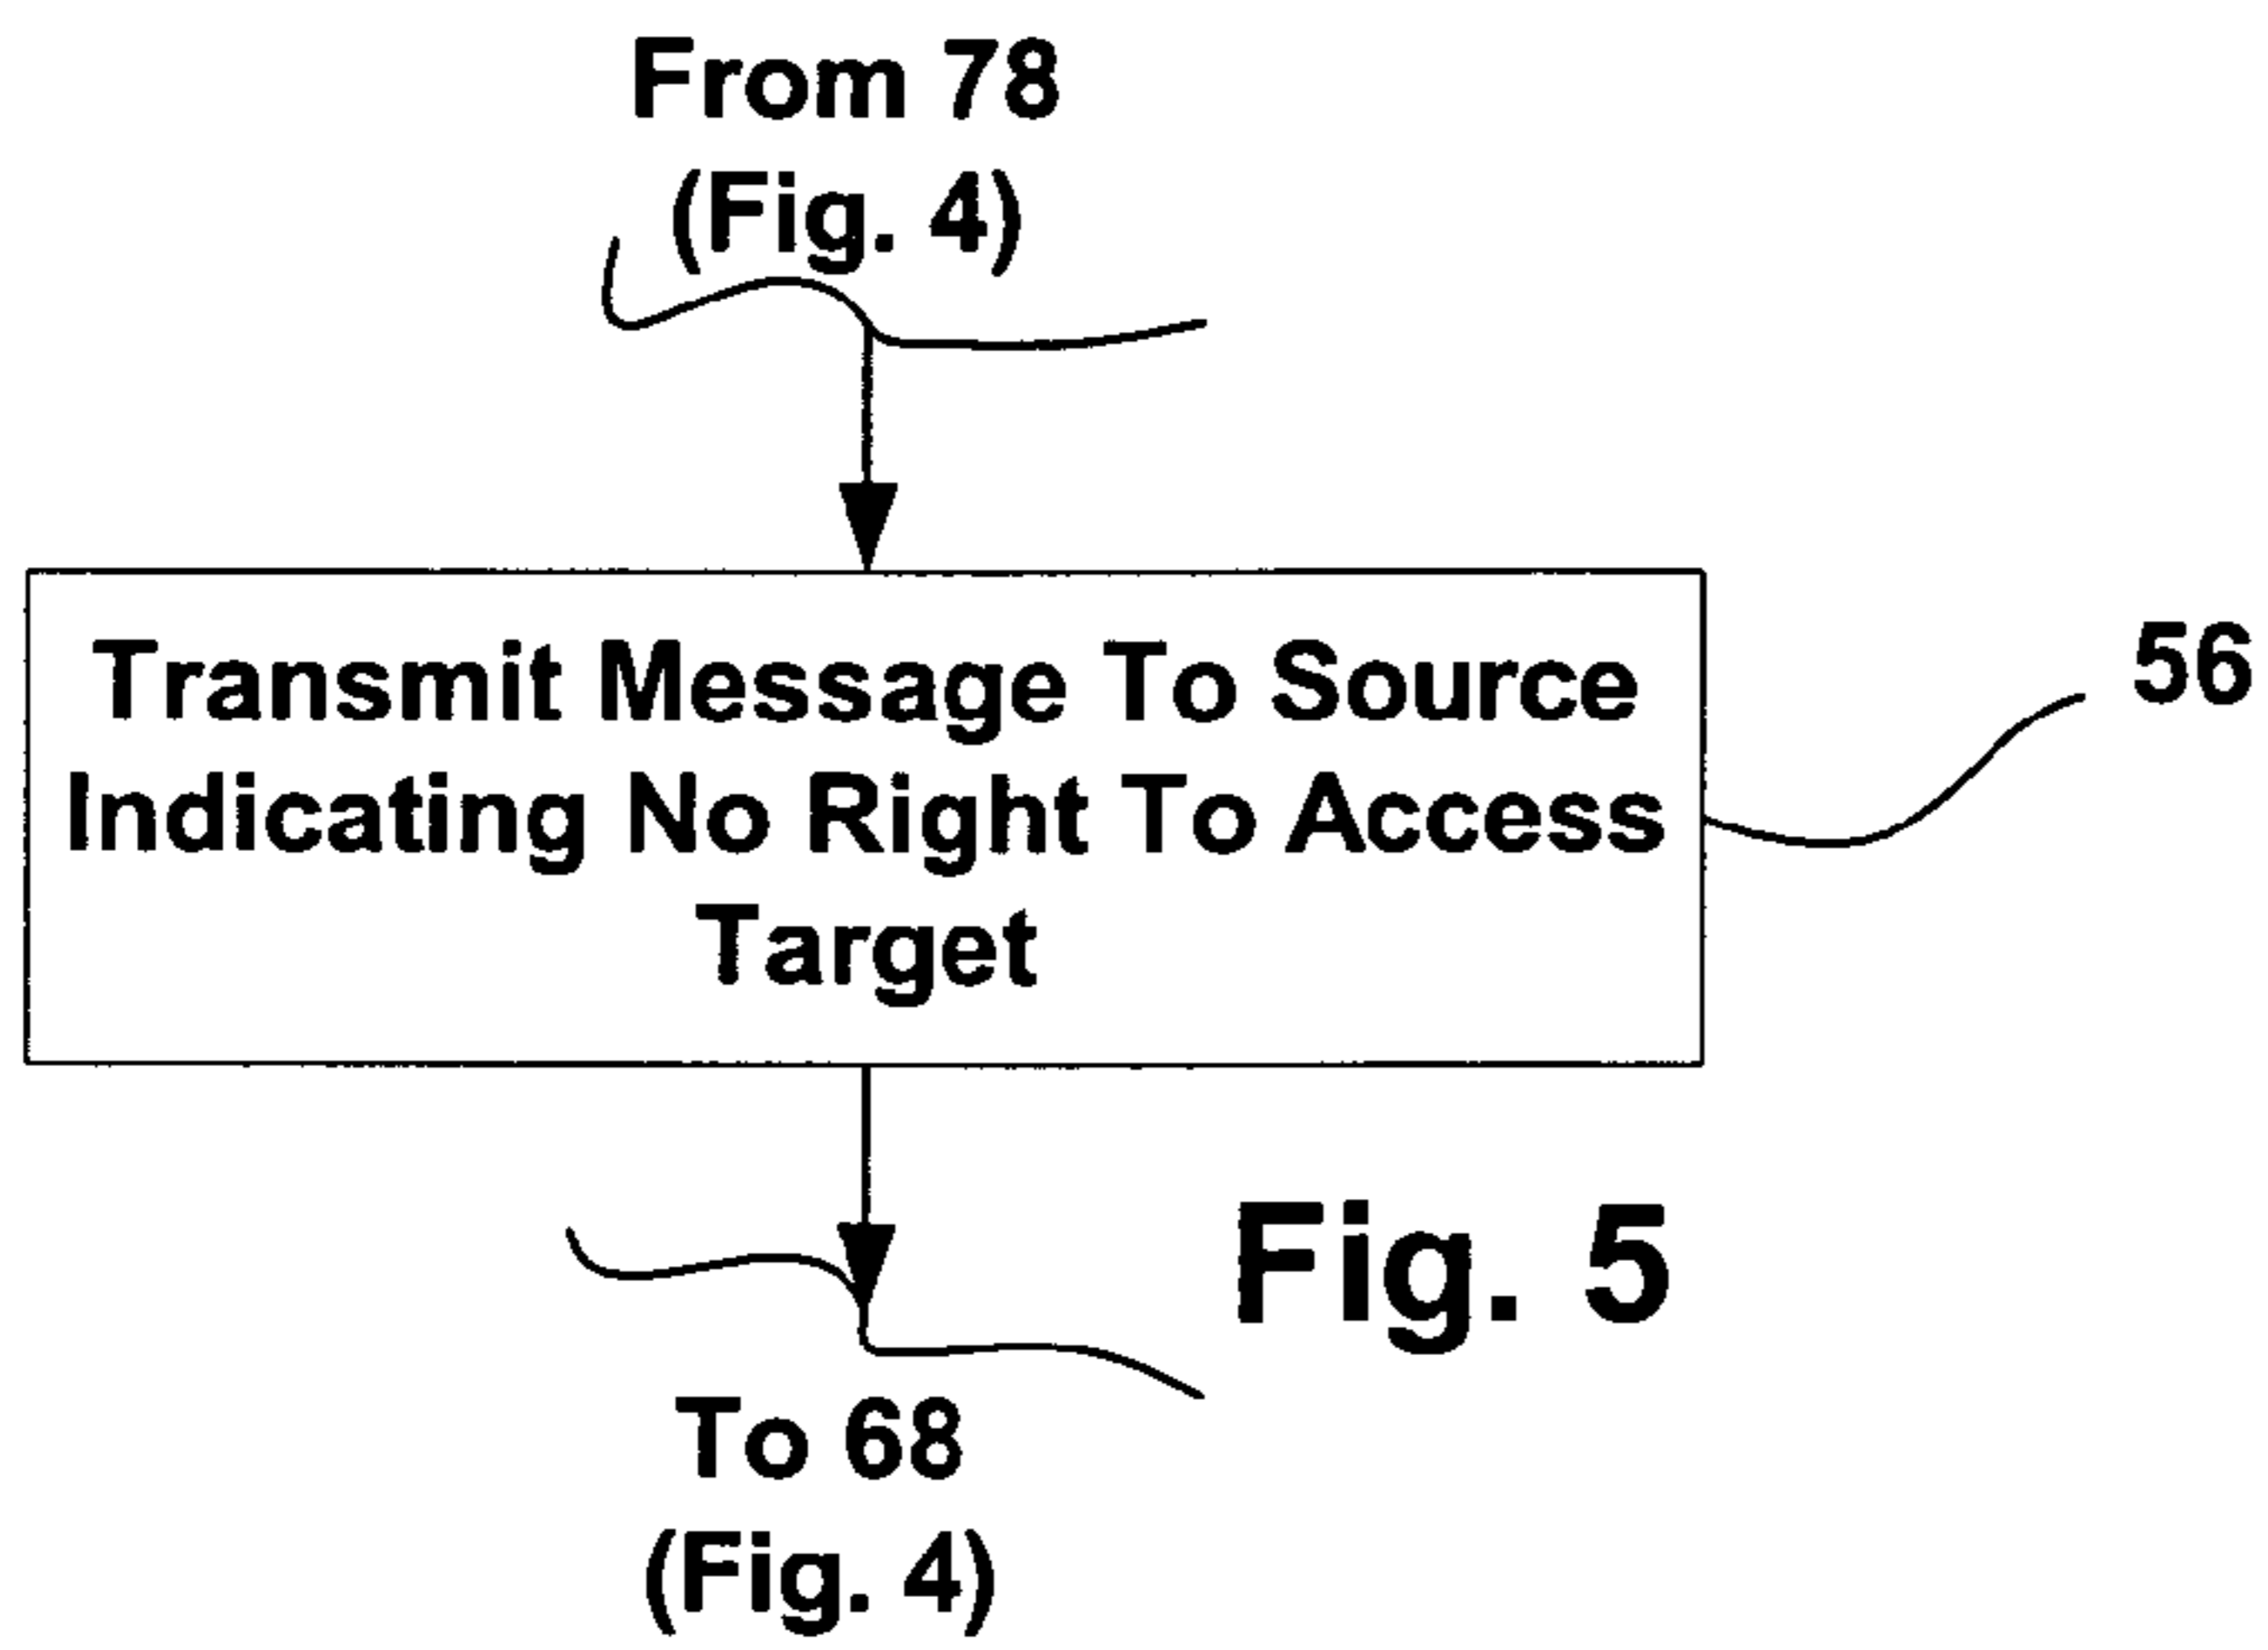 From 78
(Fig. 4)
Transmit Message To Source
Indicating No Right To Access
Target
56
Fig. 5
To 68
(Fig. 4)